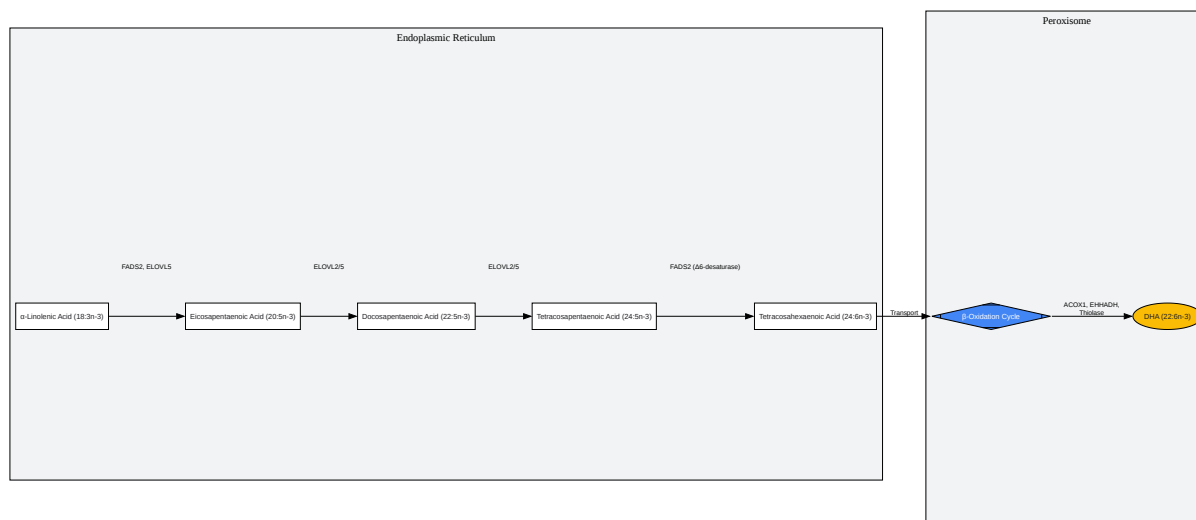 Peroxisome
Endoplasmic Reticulum
FADS2, ELOVL5
ELOVL2/5
ELOVL2/5
FADS2 (Δ6-desaturase)
α-Linolenic Acid (18:3n-3)
Eicosapentaenoic Acid (20:5n-3)
Docosapentaenoic Acid (22:5n-3)
Tetracosapentaenoic Acid (24:5n-3)
Tetracosahexaenoic Acid (24:6n-3)
Transport
β-Oxidation Cycle
ACOX1, EHHADH,
Thiolase
DHA (22:6n-3)